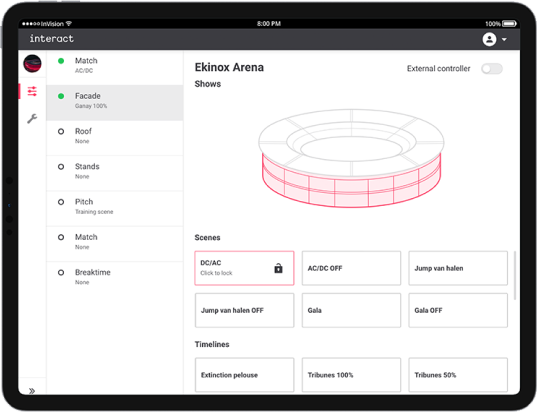 InVision
8:00 PM
100%
interact
Match
AC/DC
Facade
Ganay 100%
Roof
None
Stands
None
Pitch
Training scene
Match
None
Breaktime
None
Ekinox Arena
External controller
Shows
Scenes
DC/AC
Click to lock
AC/DC OFF
Jump van halen
Jump van halen OFF
Gala
Gala OFF
Timelines
Extinction pelouse
Tribunes 100%
Tribunes 50%